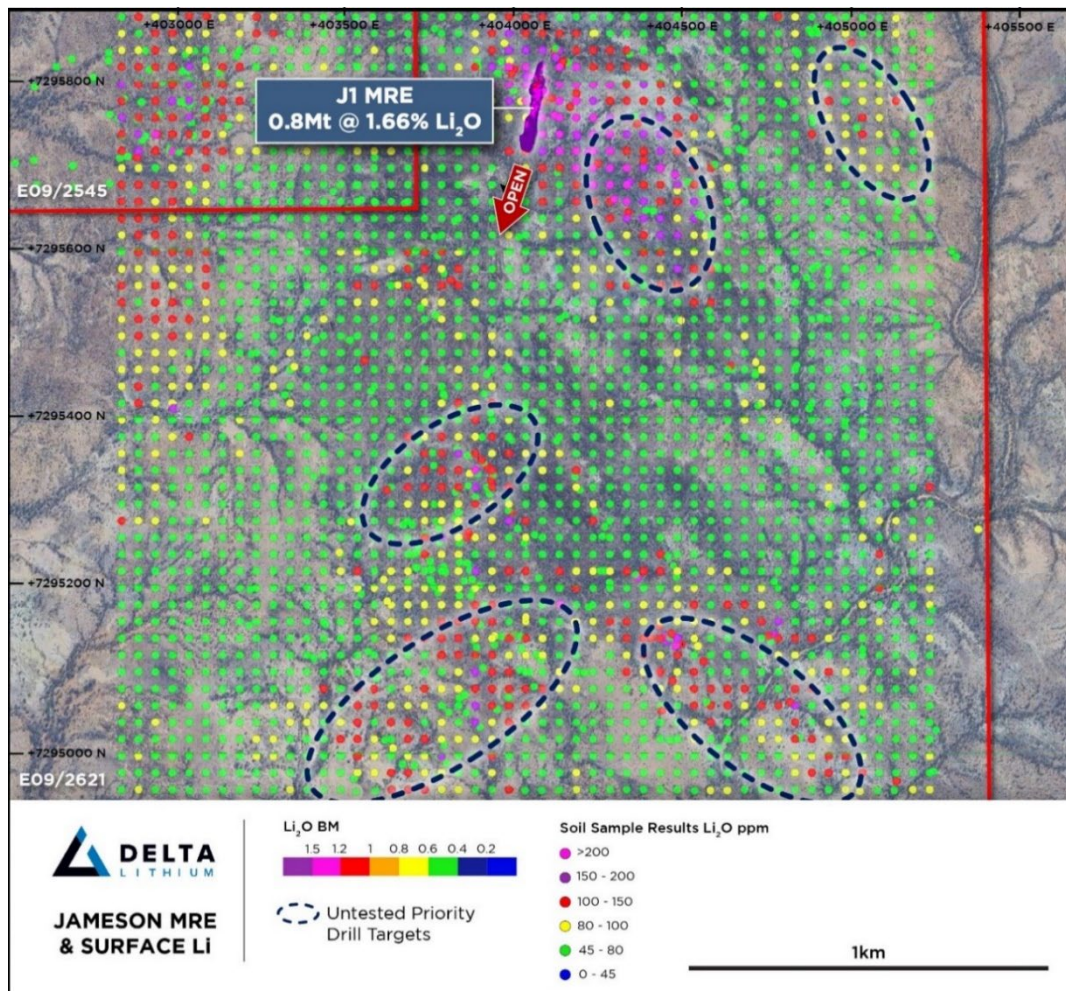 +403000 E
+403500 E
+404000 E
+404500 E
+405000 E
+405500 E
+7295800 N
J1 MRE
0.8Mt @ 1.66% Li₂O
E09/2545
OPEN
+7295600 N
+7295400 N
+7295200 N
+7295000 N
E09/2621
DELTA
LITHIUM
JAMESON MRE
& SURFACE Li
Li₂O BM
1.5 1.2 1 0.8 0.6 0.4 0.2
Untested Priority
Drill Targets
Soil Sample Results Li₂O ppm
>200
150 - 200
100 - 150
80 - 100
45 - 80
0 - 45
1km